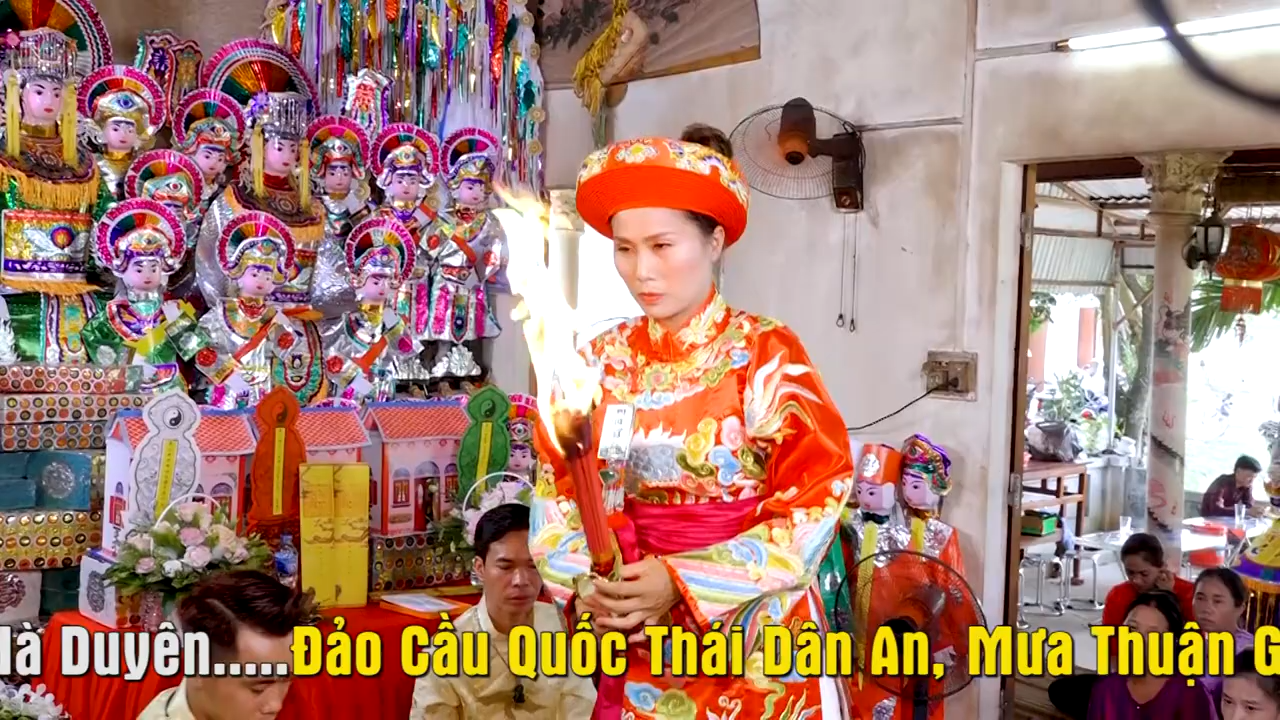 Duyên.....Đảo Cầu Quốc Thái Dân An, Mưa Thuận